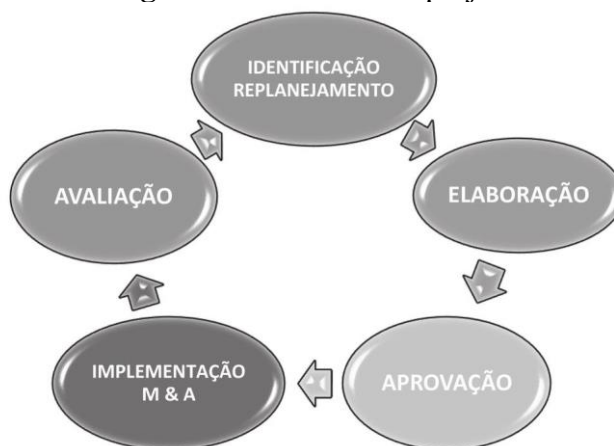 IDENTIFICAÇÃO
REPLANEJAMENTO
AVALIAÇÃO
ELABORAÇÃO
IMPLEMENTAÇÃO
M & A
APROVAÇÃO